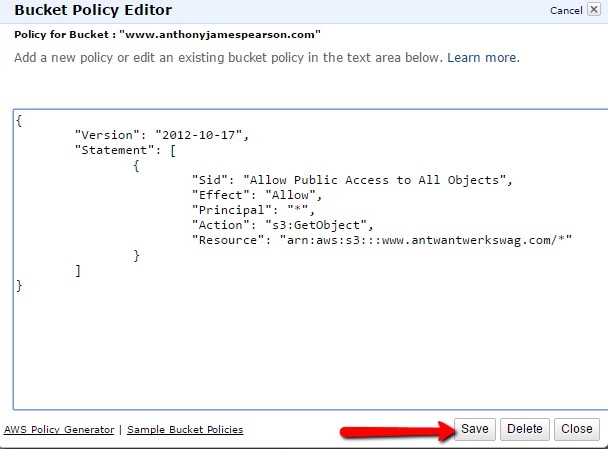 Bucket Policy Editor
Cancel
Policy for Bucket : "www.anthonyjamespearson.com"
Add a new policy or edit an existing bucket policy in the text area below. Learn more.
{
"Version": "2012-10-17",
"Statement": [
{
"Sid": "Allow Public Access to All Objects",
"Effect": "Allow",
"Principal": "*",
"Action": "s3:GetObject",
"Resource": "arn:aws:s3:::www.antwantwerkswag.com/*"
}
]
}
AWS Policy Generator | Sample Bucket Policies
Save Delete Close